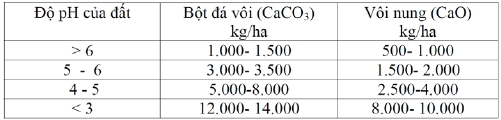 Độ pH của đất Bột đá vôi (CaCO3) kg/ha Vôi nung (CaO) kg/ha
> 6 1.000- 1.500 500- 1.000
5 - 6 3.000- 3.500 1.500- 2.000
4 - 5 5.000-8.000 2.500-4.000
< 3 12.000- 14.000 8.000- 10.000